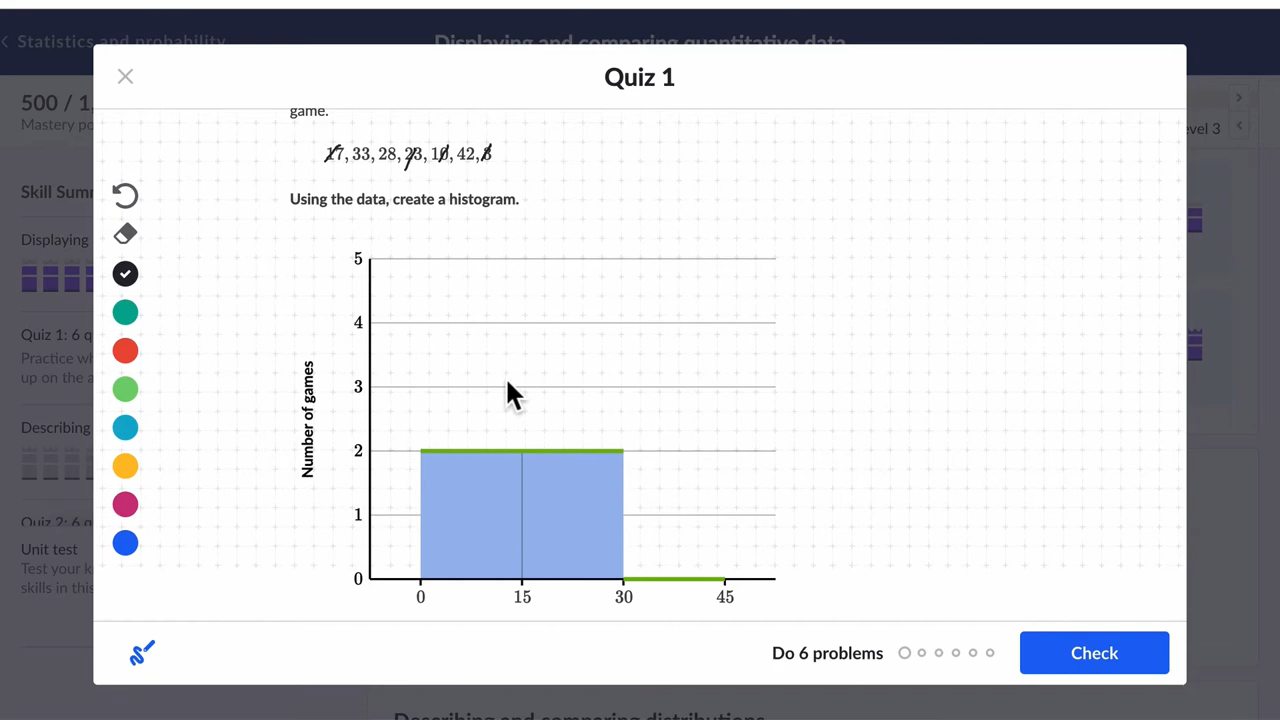 Statistics and probability
Displaying and comparing quantitative data
Quiz 1
500 / 1,
Mastery po
evel 3
game.
17, 33, 28, 23, 10, 42,
Using the data, create a histogram.
Skill Sum
Displaying
Quiz 1: 6 q
Practice wh
up on the a
Describing
Quiz 2: 6 q
Unit test
Test your k
skills in this
5
4
3
2
1
0
Number of games
0 15 30 45
Do 6 problems
Check
Describing and comparing distributions